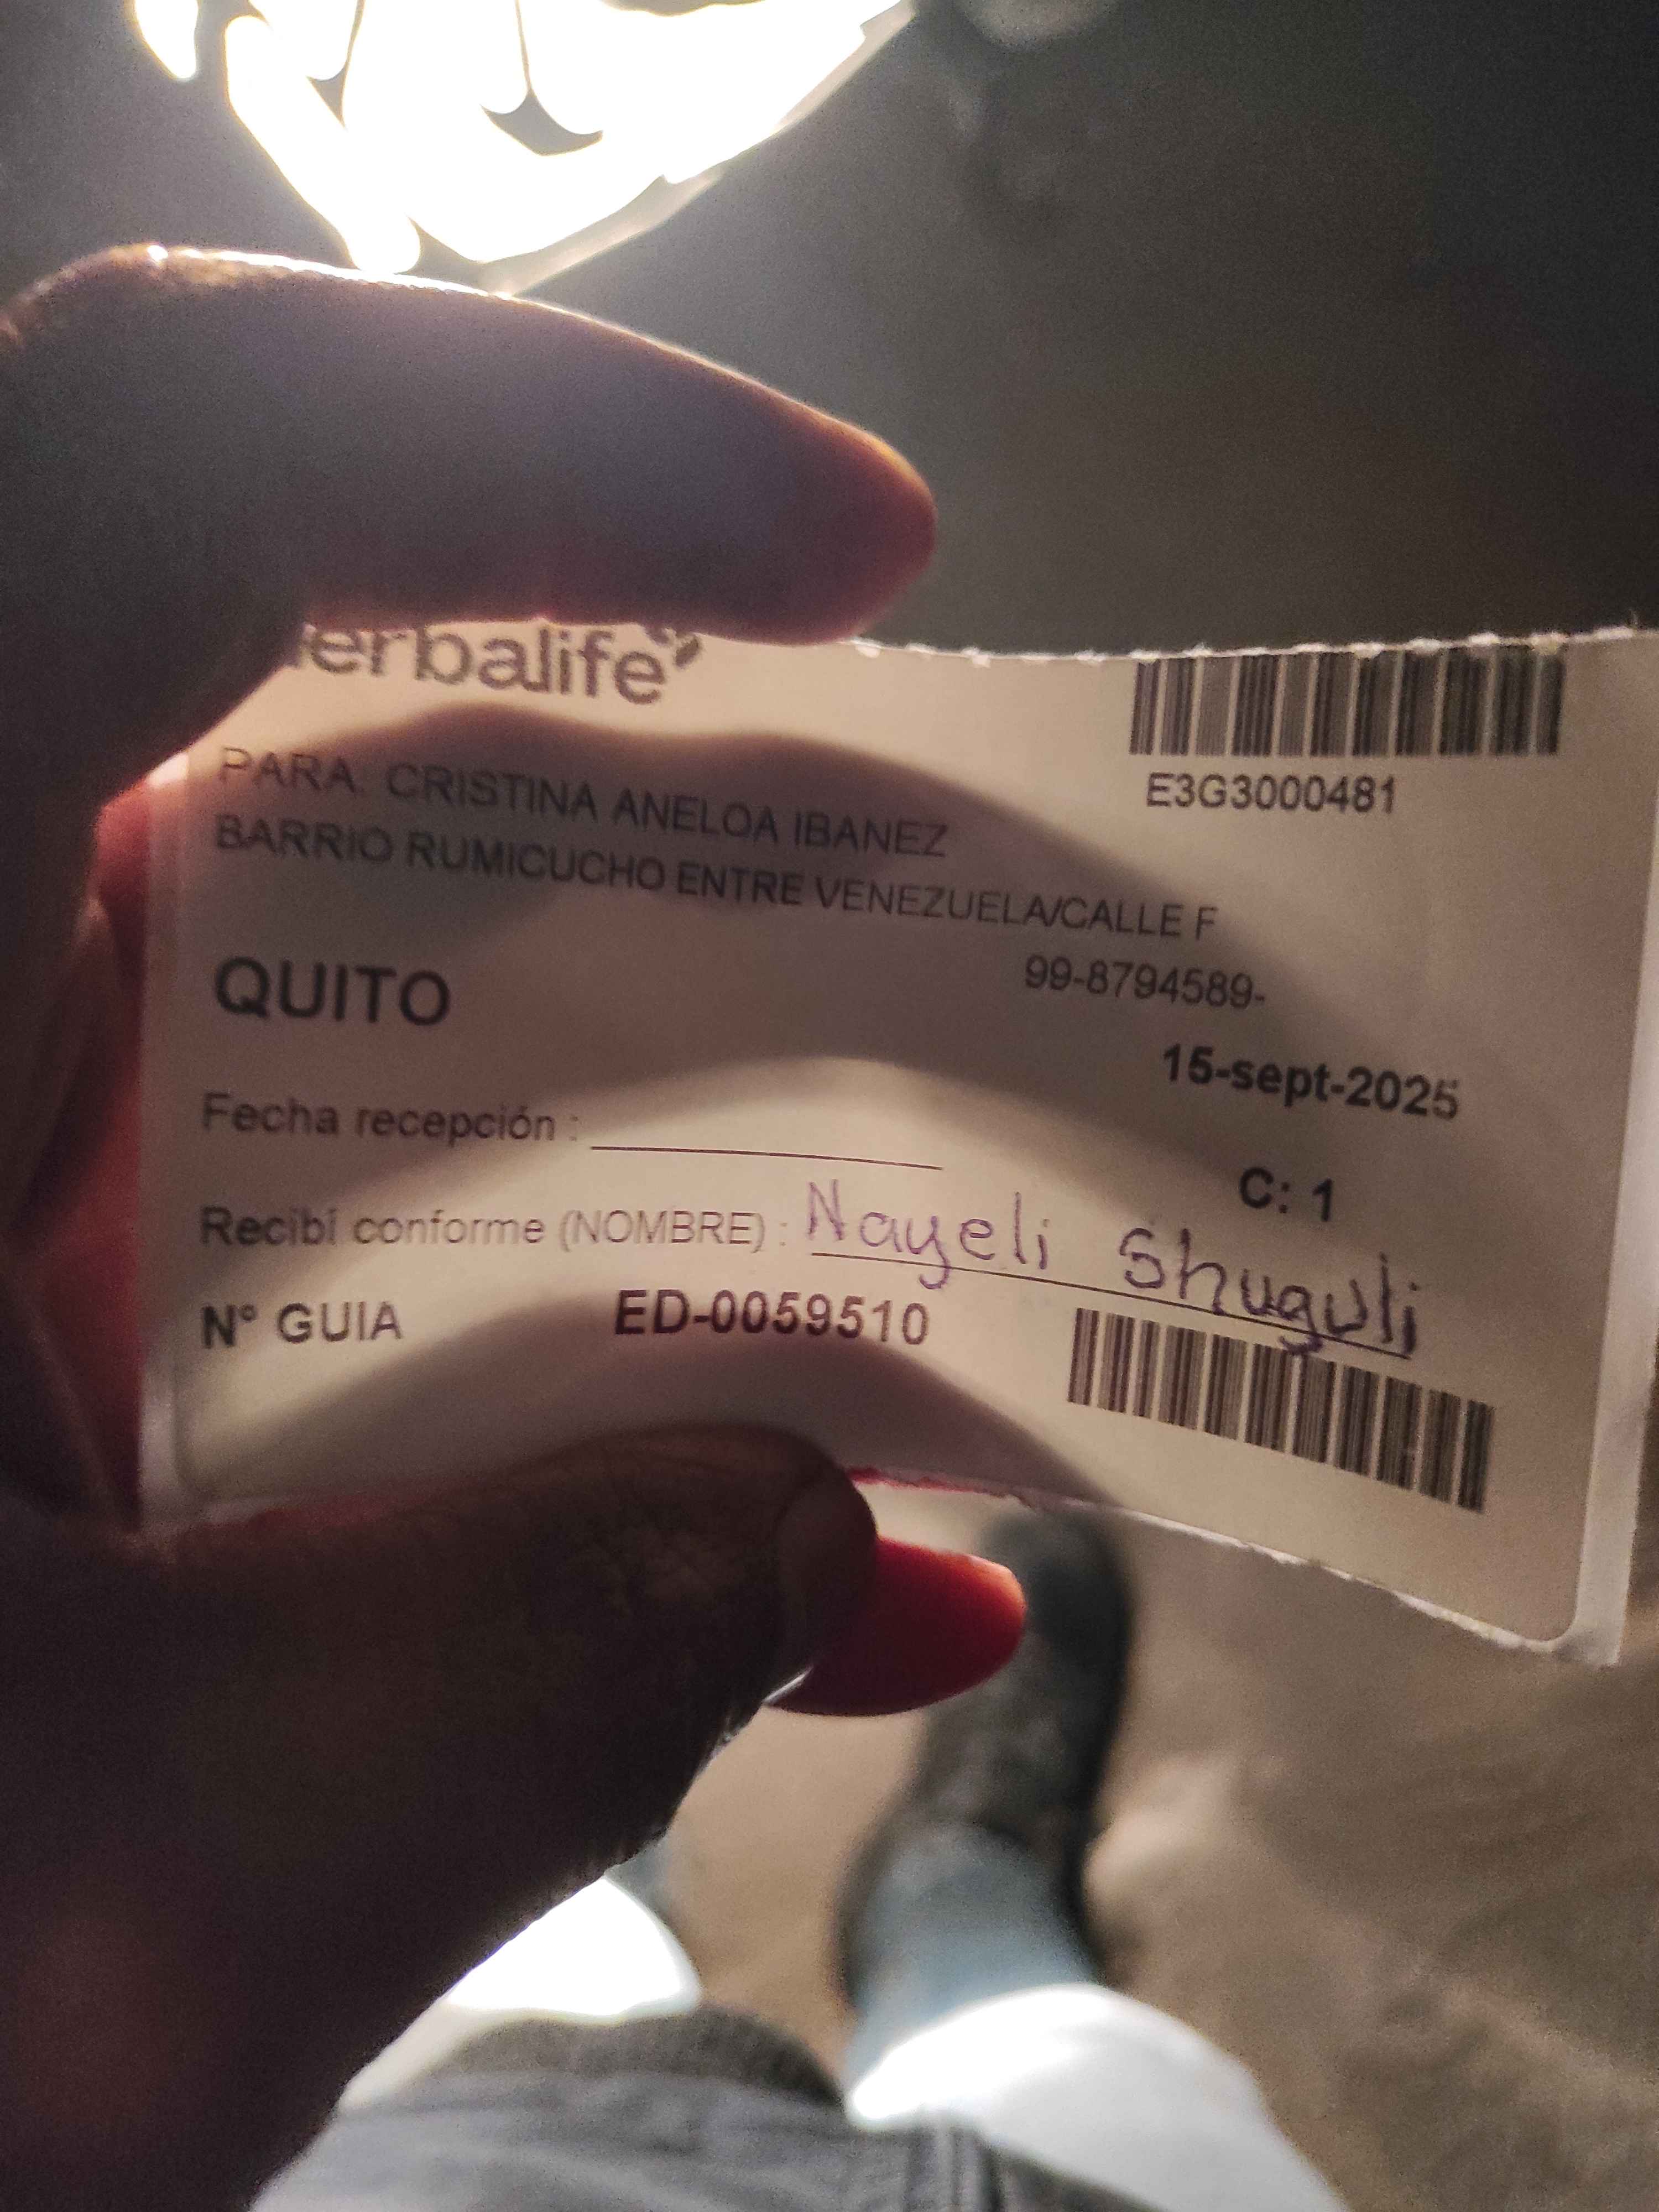 erbalife
E3G3000481
PARA: CRISTINA ANELOA IBANEZ
BARRIO RUMICUCHO ENTRE VENEZUELA/CALLE F
99-8794589-
QUITO
15-sept-2025
Fecha recepción :
C: 1
Recibí conforme (NOMBRE) : Nayeli Shuguli
Nº GUIA ED-0059510